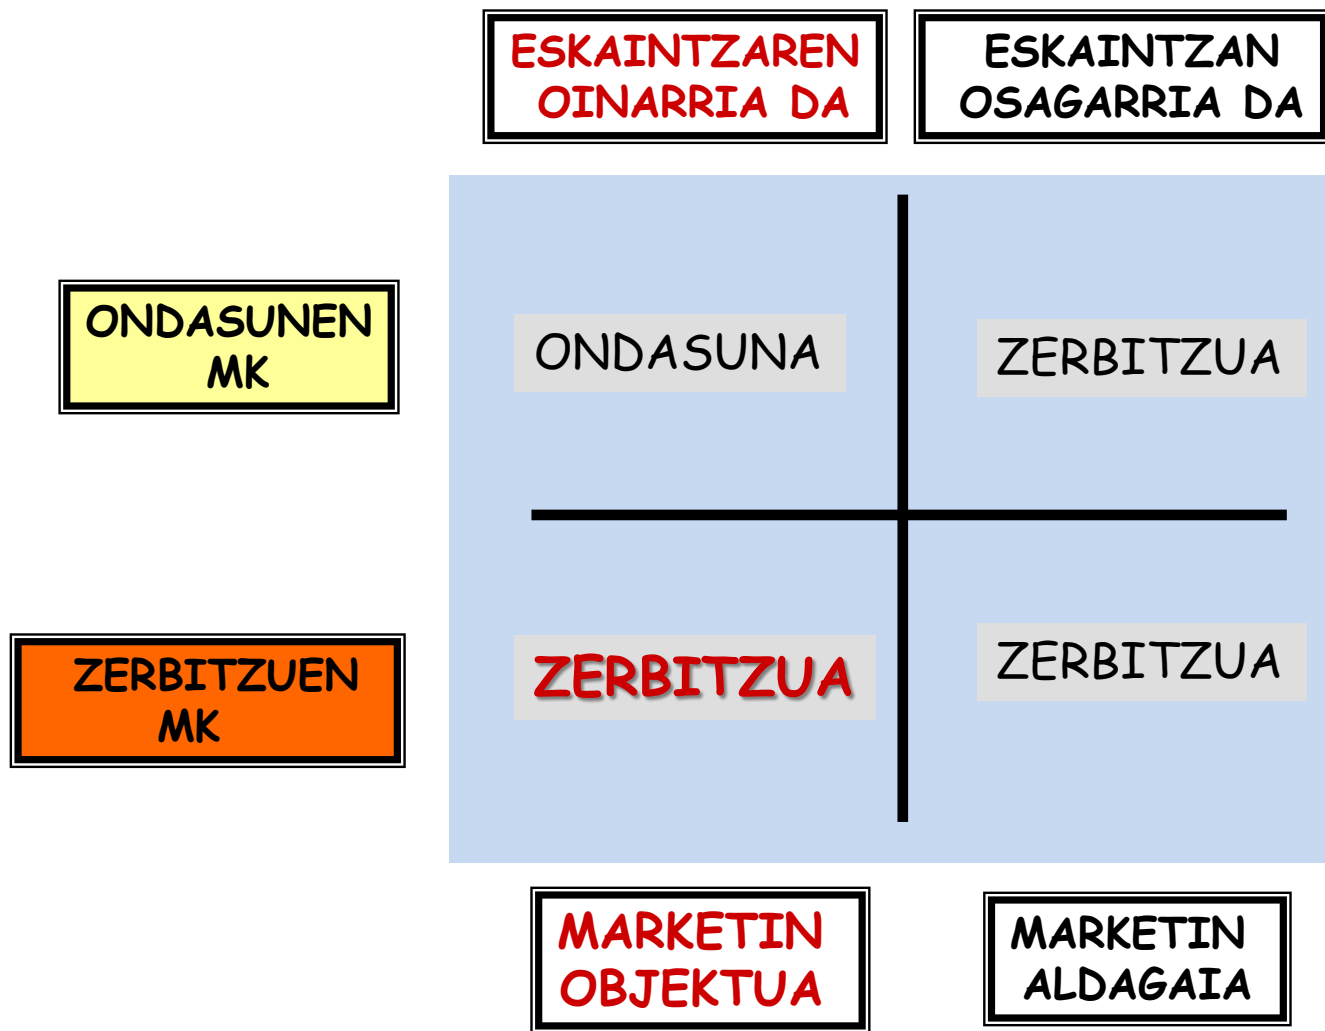 ESKAINTZAREN
OINARRIA DA
ESKAINTZAN
OSAGARRIA DA
ONDASUNEN
MK
ONDASUNA
ZERBITZUA
ZERBITZUEN
MK
ZERBITZUA
ZERBITZUA
MARKETIN
OBJEKTUA
MARKETIN
ALDAGAIA